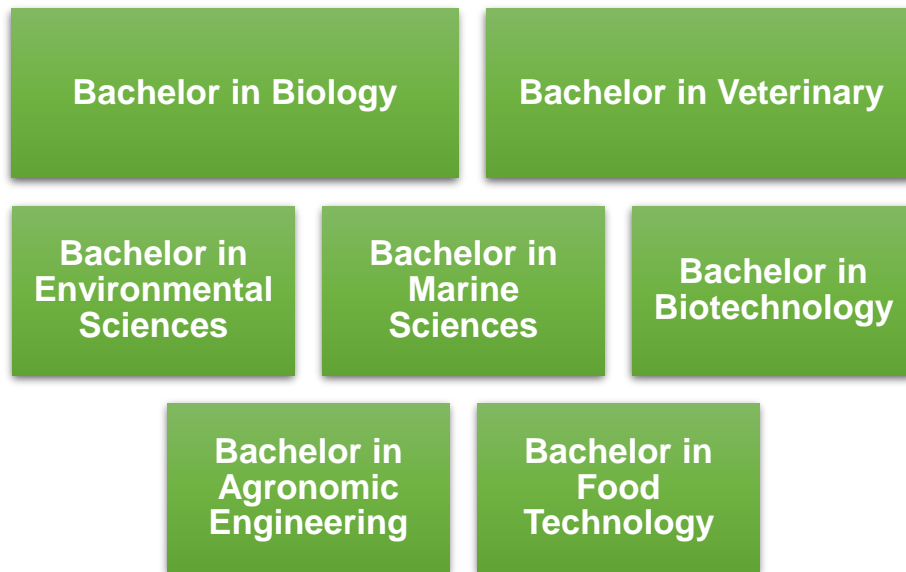 Bachelor in Biology
Bachelor in Veterinary
Bachelor in
Environmental
Sciences
Bachelor in
Marine
Sciences
Bachelor in
Biotechnology
Bachelor in
Agronomic
Engineering
Bachelor in
Food
Technology